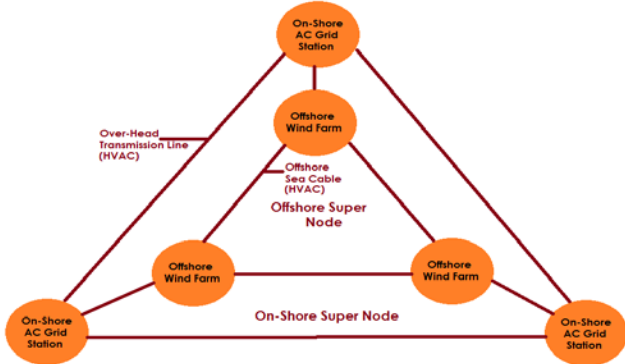 On-Shore
AC Grid
Station
Offshore
Wind Farm
Over-Head
Transmission Line
(HVAC)
Offshore
Sea Cable
(HVAC)
Offshore Super
Node
Offshore
Wind Farm
Offshore
Wind Farm
On-Shore
AC Grid
Station
On-Shore Super Node
On-Shore
AC Grid
Station